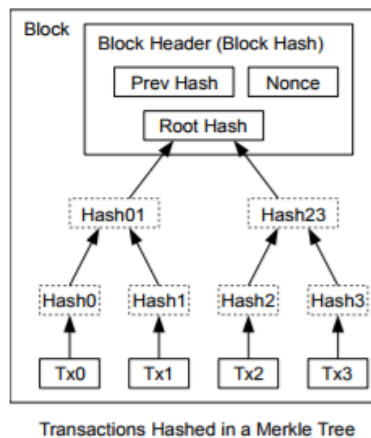 Block
Block Header (Block Hash)
Prev Hash Nonce
Root Hash
Hash01 Hash23
Hash0 Hash1 Hash2 Hash3
Tx0 Tx1 Tx2 Tx3
Transactions Hashed in a Merkle Tree